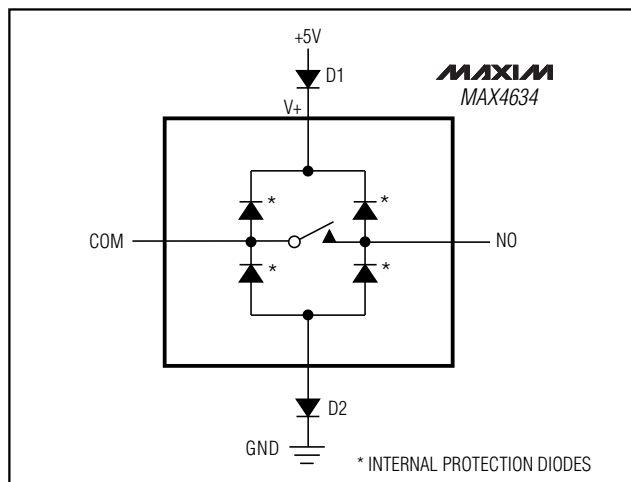 +5V
D1
MAXIM
MAX4634
V+
*
*
COM
NO
*
*
D2
GND
* INTERNAL PROTECTION DIODES